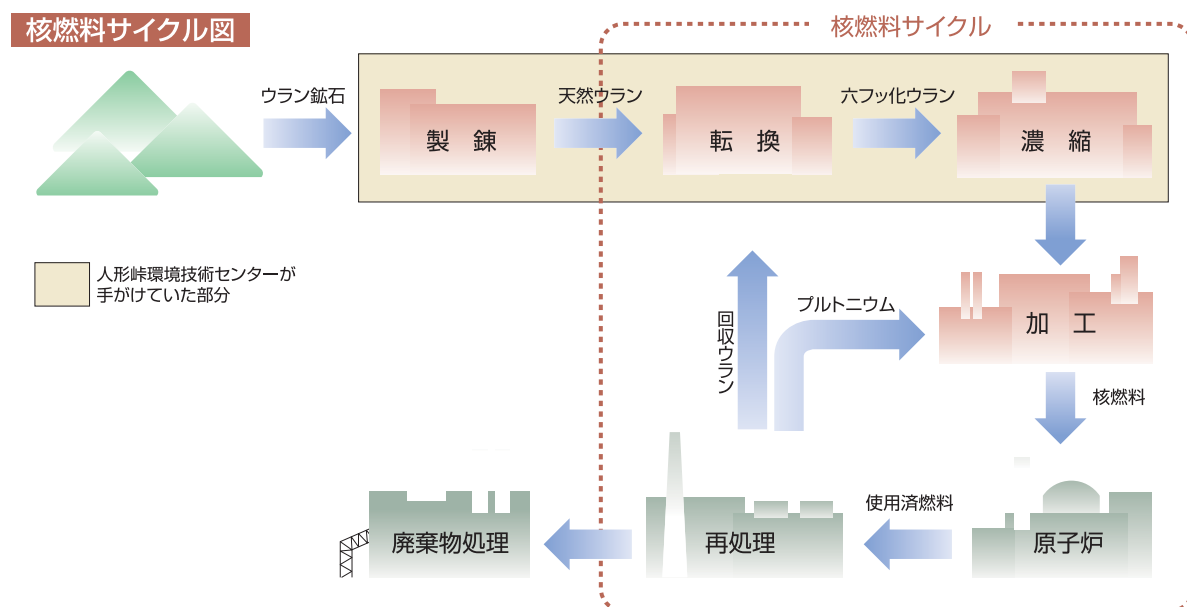 核燃料サイクル図
核燃料サイクル
ウラン鉱石
製錬
天然ウラン
転換
六フッ化ウラン
濃縮
人形峠環境技術センターが
手がけていた部分
回収ウラン
プルトニウム
加工
核燃料
廃棄物処理
再処理
使用済燃料
原子炉